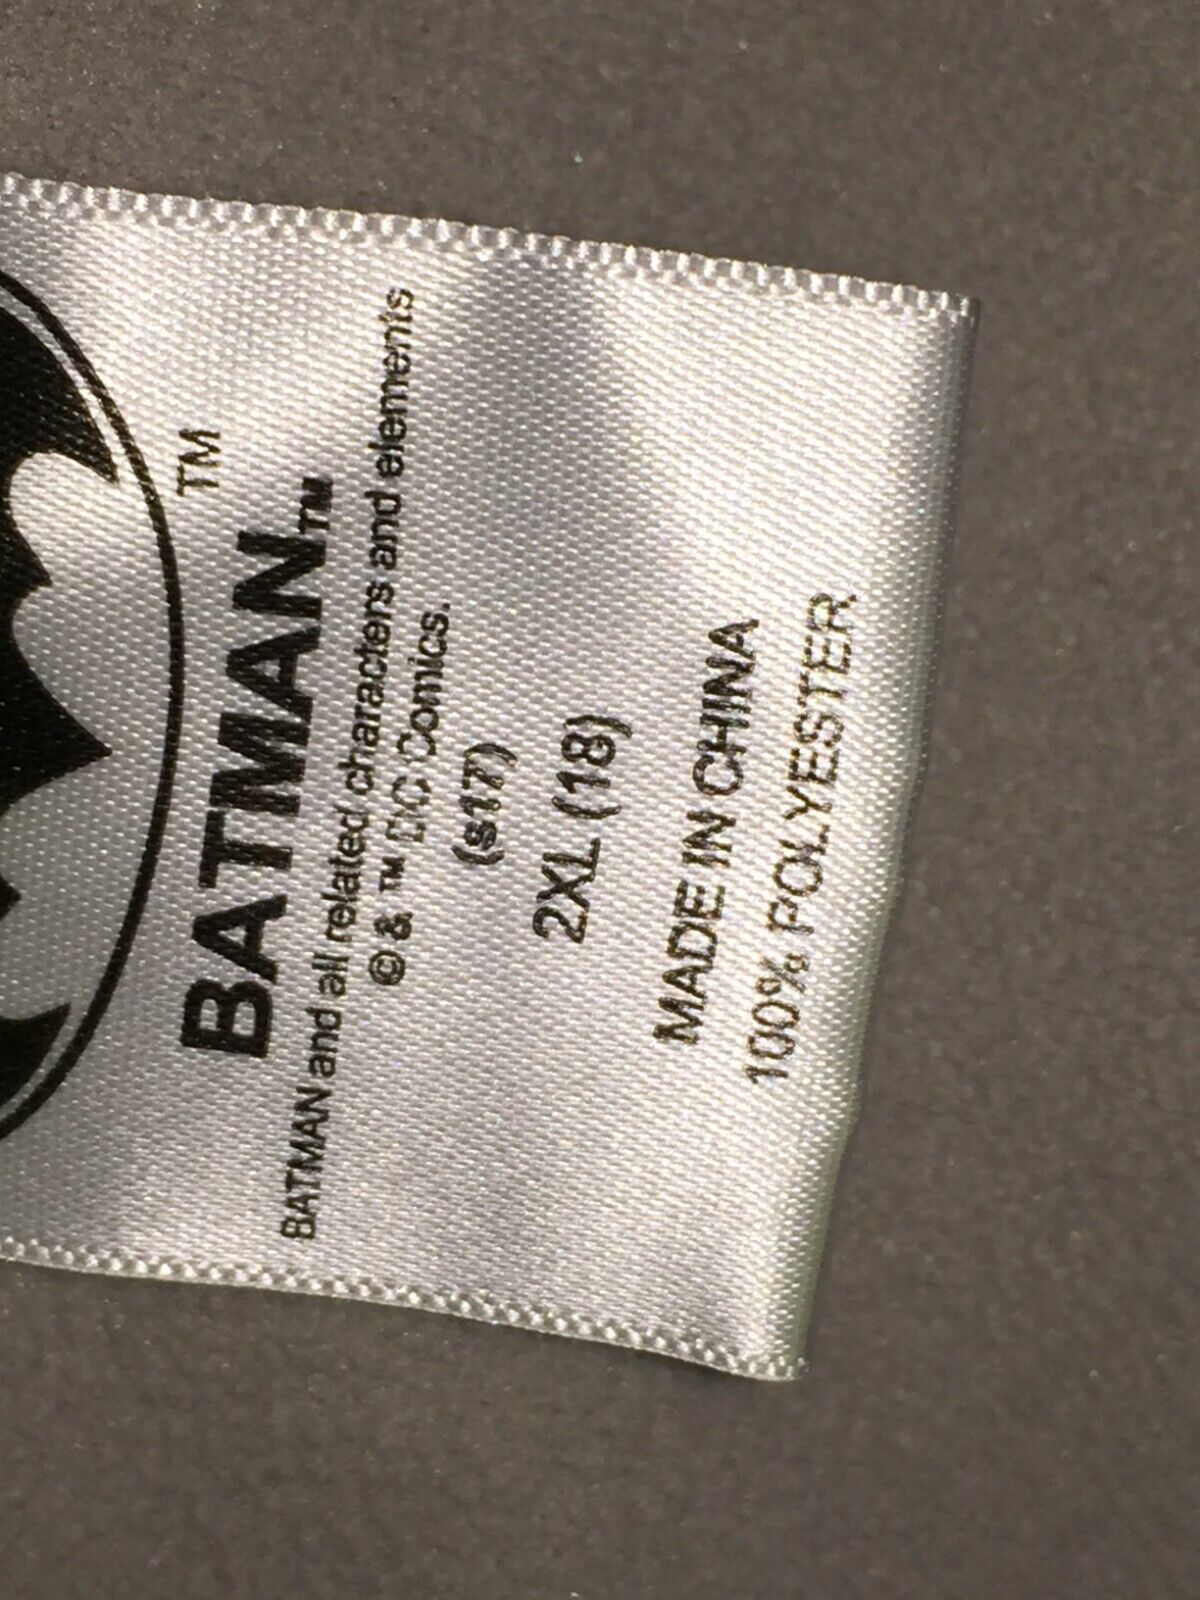 TM
BATMAN™
BATMAN and all related characters and elements
© & ™ DC Comics.
(s17)
2XL (18)
MADE IN CHINA
100% POLYESTER